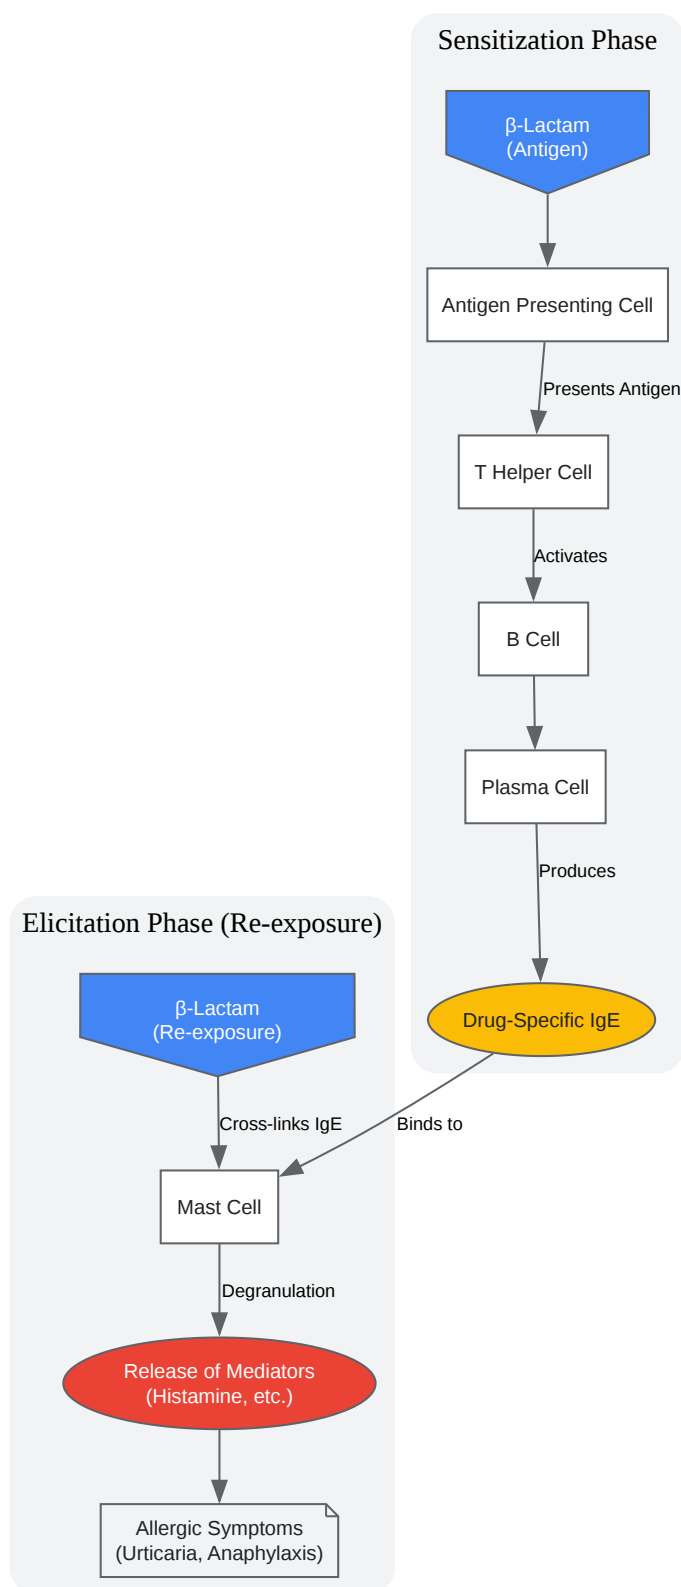 Sensitization Phase
β-Lactam
(Antigen)
Antigen Presenting Cell
Presents Antigen
T Helper Cell
Activates
B Cell
Plasma Cell
Produces
Drug-Specific IgE
Binds to
Elicitation Phase (Re-exposure)
β-Lactam
(Re-exposure)
Cross-links IgE
Mast Cell
Degranulation
Release of Mediators
(Histamine, etc.)
Allergic Symptoms
(Urticaria, Anaphylaxis)